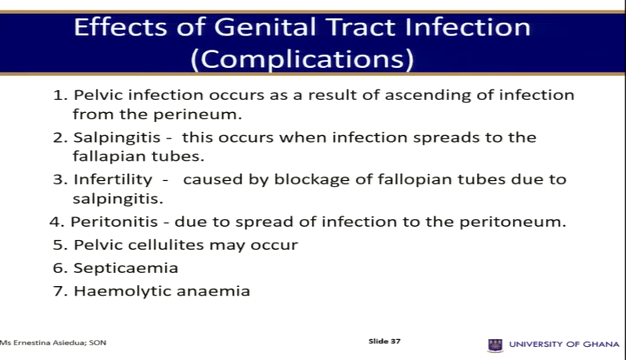 Effects of Genital Tract Infection
(Complications)
1. Pelvic infection occurs as a result of ascending of infection
from the perineum.
2. Salpingitis - this occurs when infection spreads to the
fallapian tubes.
3. Infertility - caused by blockage of fallopian tubes due to
salpingitis.
4. Peritonitis - due to spread of infection to the peritoneum.
5. Pelvic cellulites may occur
6. Septicaemia
7. Haemolytic anaemia
Ms Ernestina Asiedua; SON
Slide 37
UNIVERSITY OF GHANA